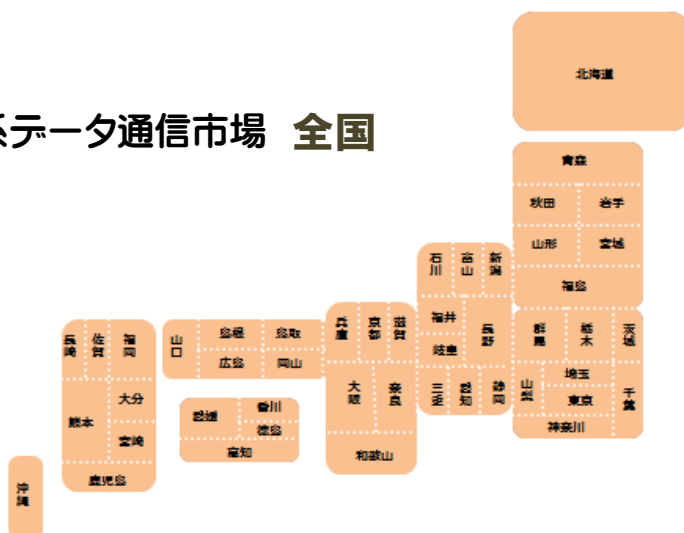 系データ通信市場 全国
北海道
青森
秋田 岩手
山形 宮城
福島
石川 富山 新潟
福井 長野
岐阜
三重 愛知 静岡
群馬 栃木 茨城
山梨 埼玉 千葉
東京
神奈川
兵庫 京都 滋賀
大阪 奈良
和歌山
山口 島根 鳥取
広島 岡山
愛媛 香川
徳島
高知
長崎 佐賀 福岡
熊本 大分
宮崎
鹿児島
沖縄